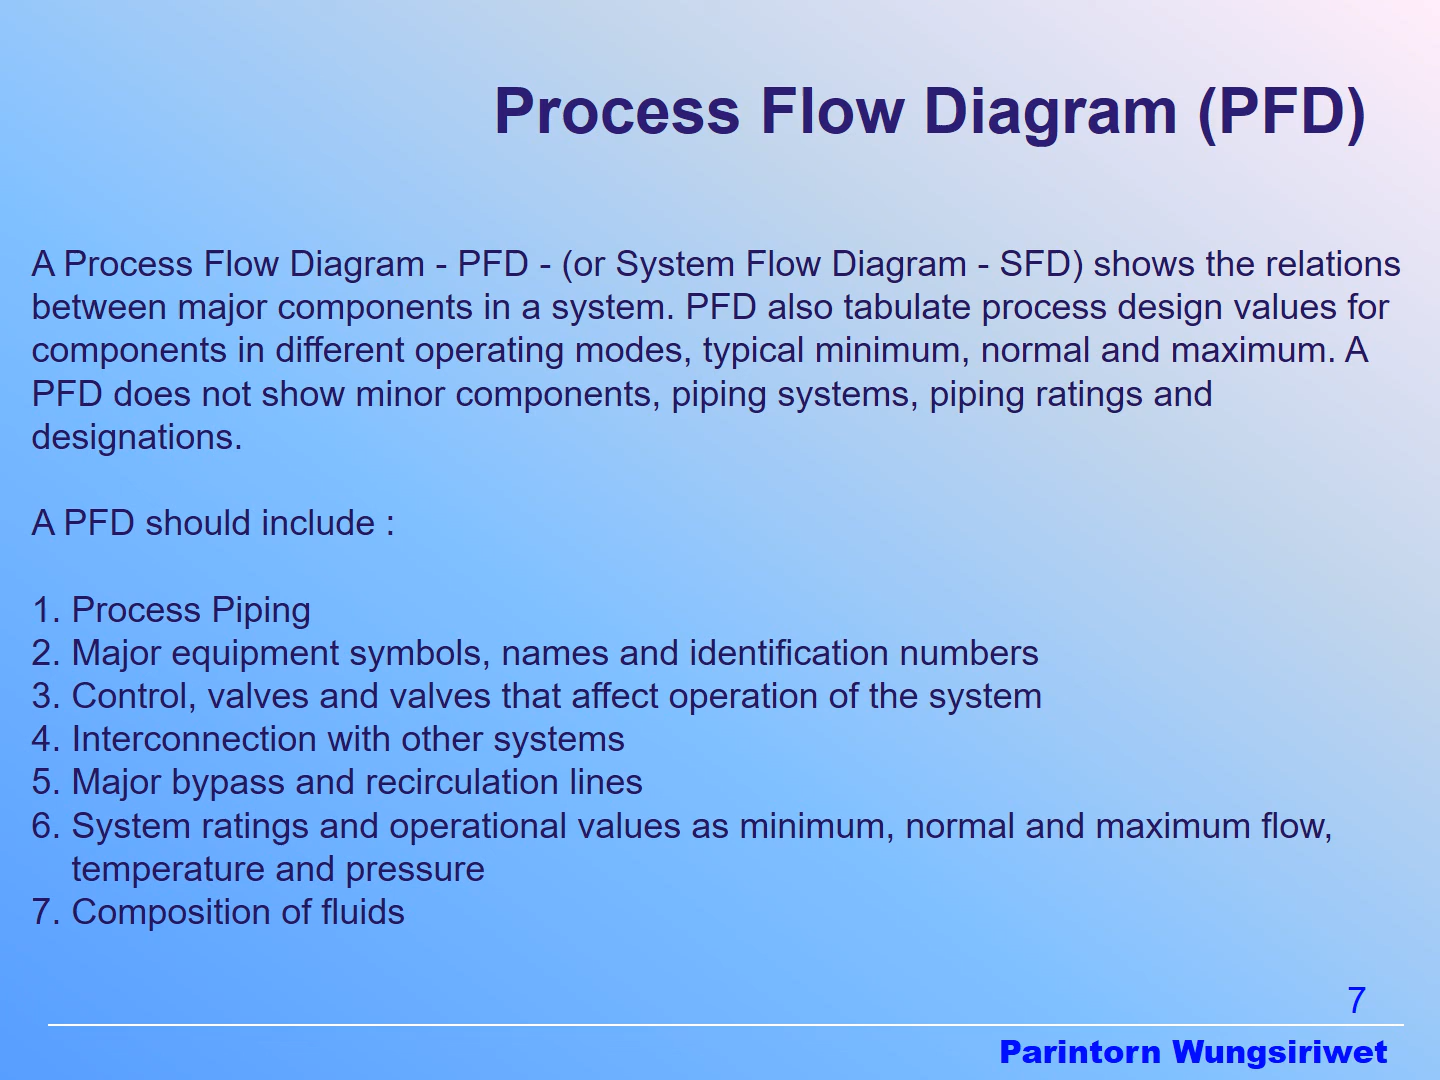 Process Flow Diagram (PFD)
A Process Flow Diagram - PFD - (or System Flow Diagram - SFD) shows the relations
between major components in a system. PFD also tabulate process design values for
components in different operating modes, typical minimum, normal and maximum. A
PFD does not show minor components, piping systems, piping ratings and
designations.
A PFD should include :
1. Process Piping
2. Major equipment symbols, names and identification numbers
3. Control, valves and valves that affect operation of the system
4. Interconnection with other systems
5. Major bypass and recirculation lines
6. System ratings and operational values as minimum, normal and maximum flow,
temperature and pressure
7. Composition of fluids
7
Parintorn Wungsiriwet